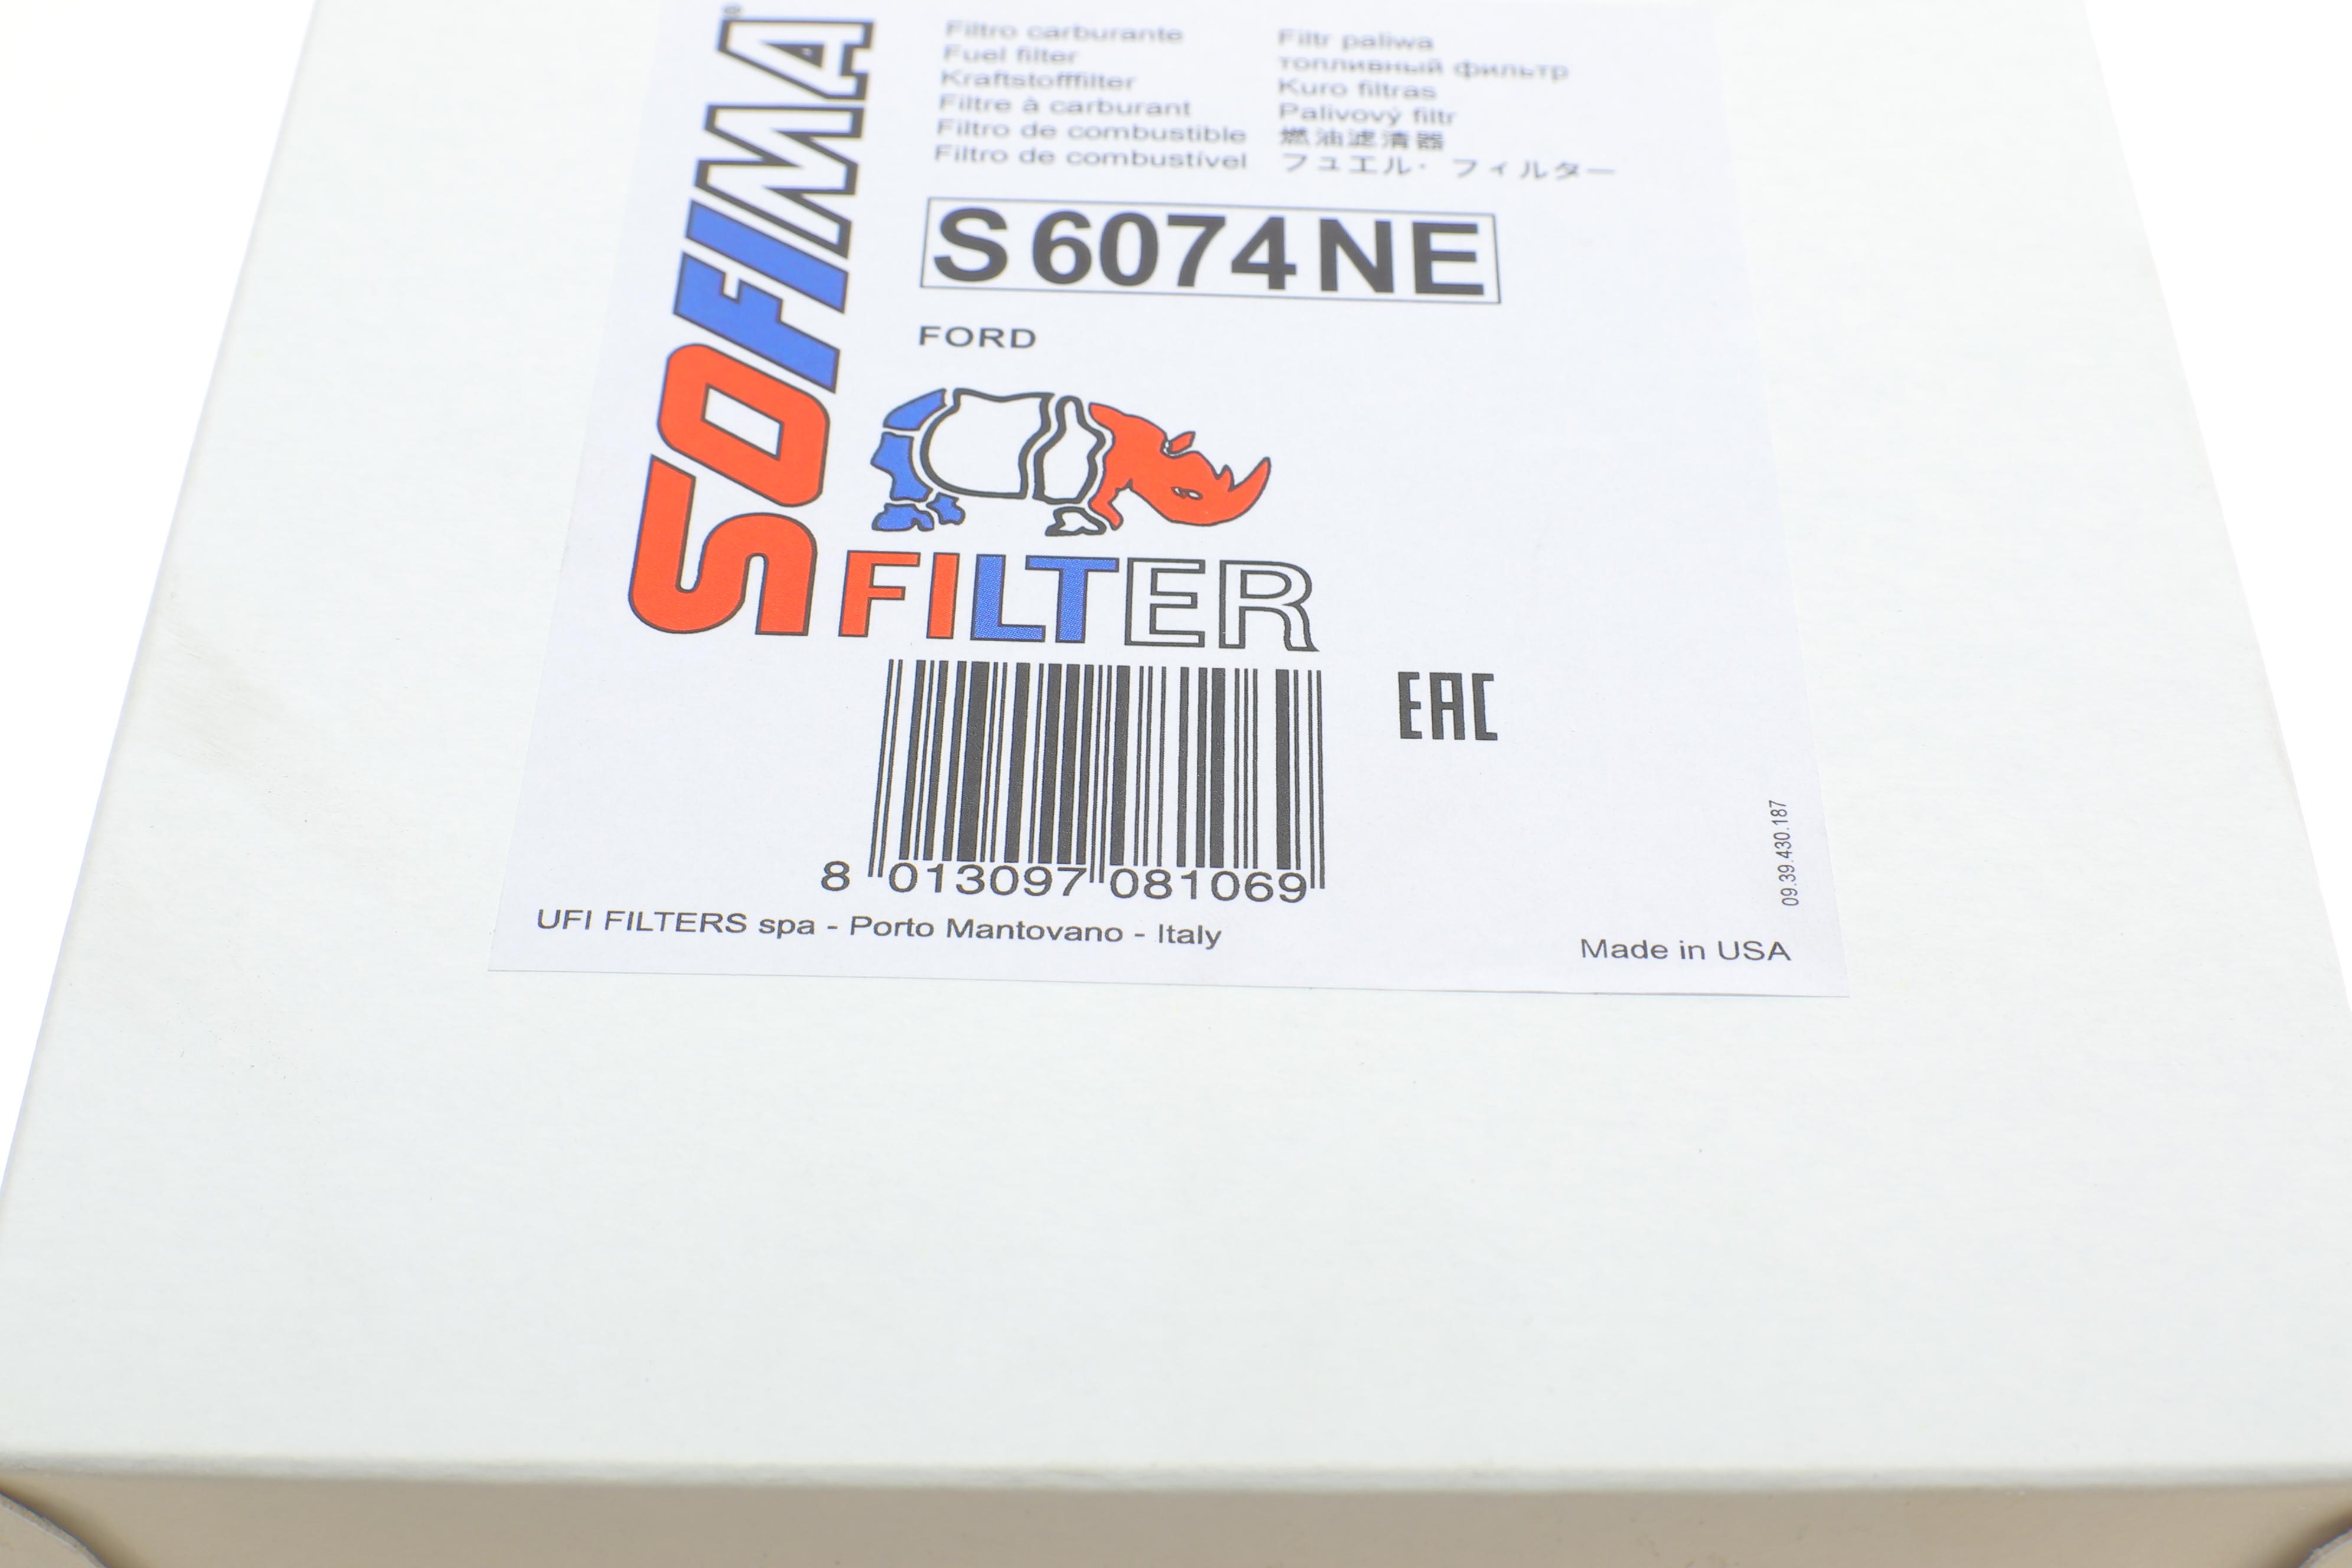 SOFIMA®
Filtro carburante
Fuel filter
Kraftstofffilter
Filtre à carburant
Filtro de combustible
Filtro de combustível
Filtr paliwa
топливный фильтр
Kuro filtras
Palivový filtr
燃油滤清器
フュエル・フィルター
S 6074 NE
FORD
FILTER
EAC
8 013097 081069
UFI FILTERS spa - Porto Mantovano - Italy
Made in USA
09.39.430.187